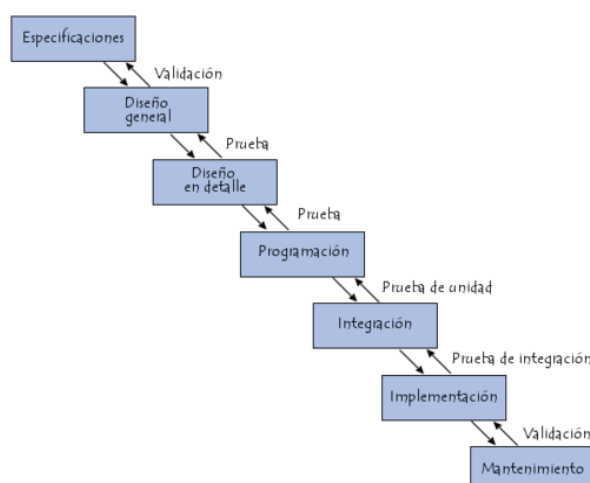 Especificaciones
Validación
Diseño
general
Prueba
Diseño
en detalle
Prueba
Programación
Prueba de unidad
Integración
Prueba de integración
Implementación
Validación
Mantenimiento